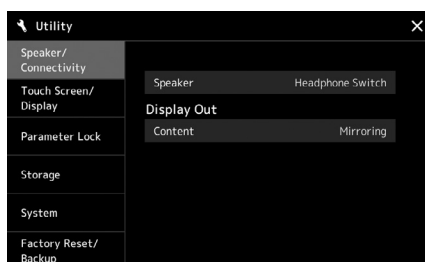 Utility
Speaker/
Connectivity
Touch Screen/
Display
Parameter Lock
Storage
System
Factory Reset/
Backup
Speaker Headphone Switch
Display Out
Content Mirroring